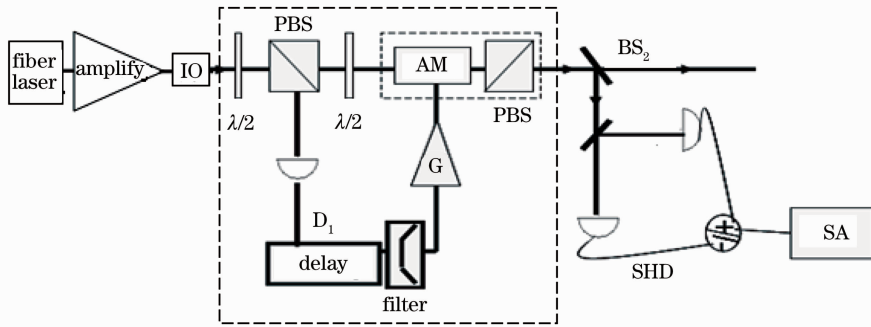 fiber
laser
amplify
IO
λ/2
PBS
λ/2
AM
PBS
G
D₁
delay
filter
BS₂
SHD
SA